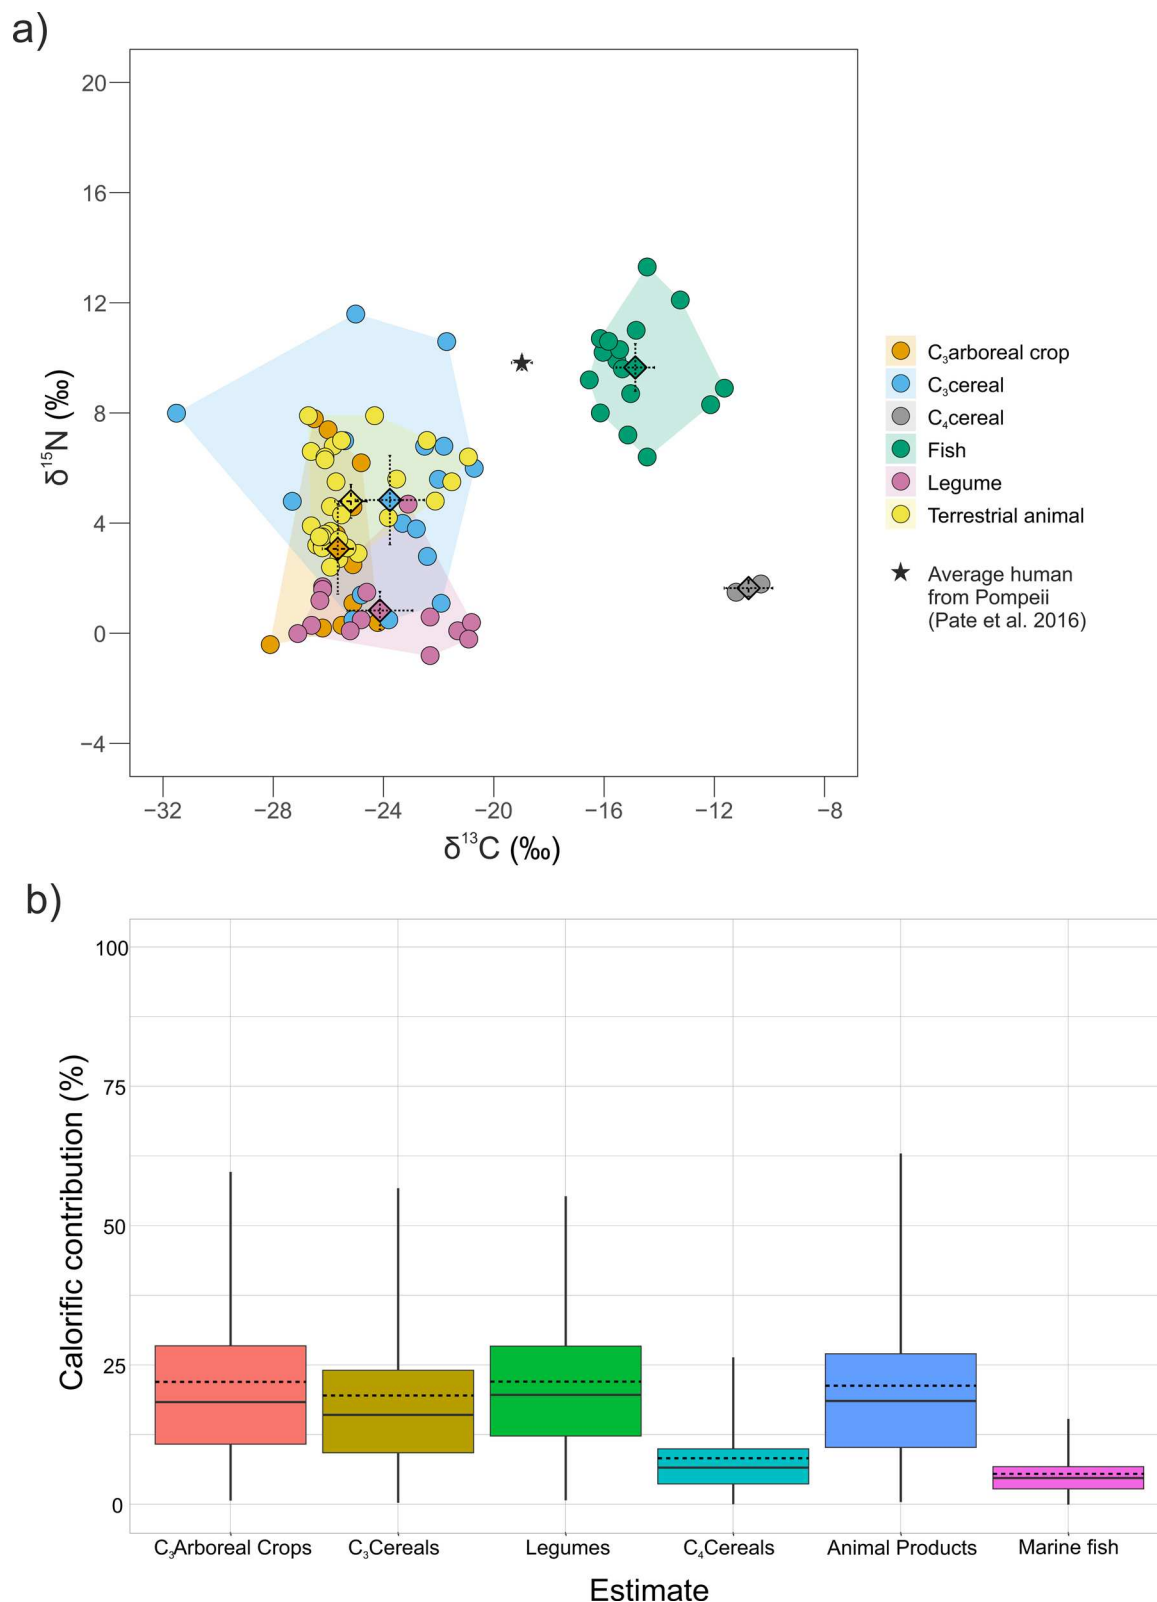 a)
20
16
12
8
4
0
−4
δ¹⁵N (‰)
−32
−28
−24
−20
−16
−12
−8
δ¹³C (‰)
C₃arboreal crop
C₃cereal
C₄cereal
Fish
Legume
Terrestrial animal
Average human
from Pompeii
(Pate et al. 2016)
b)
100
75
50
25
0
Calorific contribution (%)
C₃Arboreal Crops
C₃Cereals
Legumes
C₄Cereals
Animal Products
Marine fish
Estimate